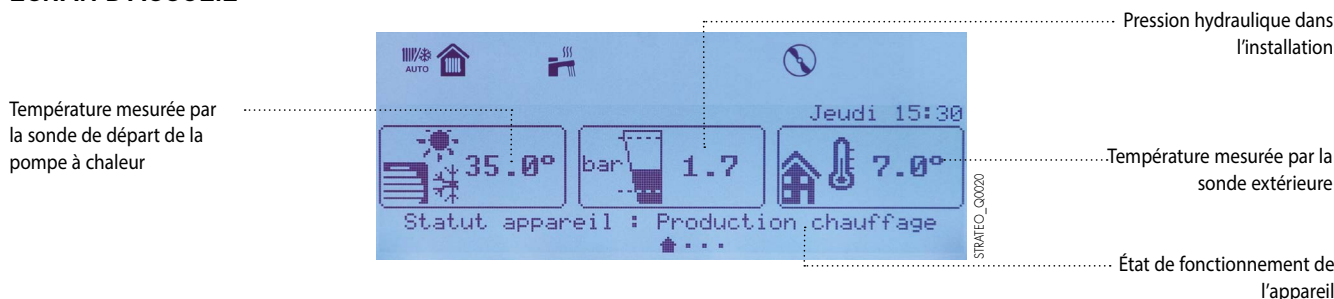 ÉCRAN D'ACCUEIL
Pression hydraulique dans
l'installation
AUTO
Température mesurée par
la sonde de départ de la
pompe à chaleur
Jeudi 15:30
35.0°
bar 1.7
7.0°
Température mesurée par la
sonde extérieure
Statut appareil : Production chauffage
STRATEO_Q0020
État de fonctionnement de
l'appareil